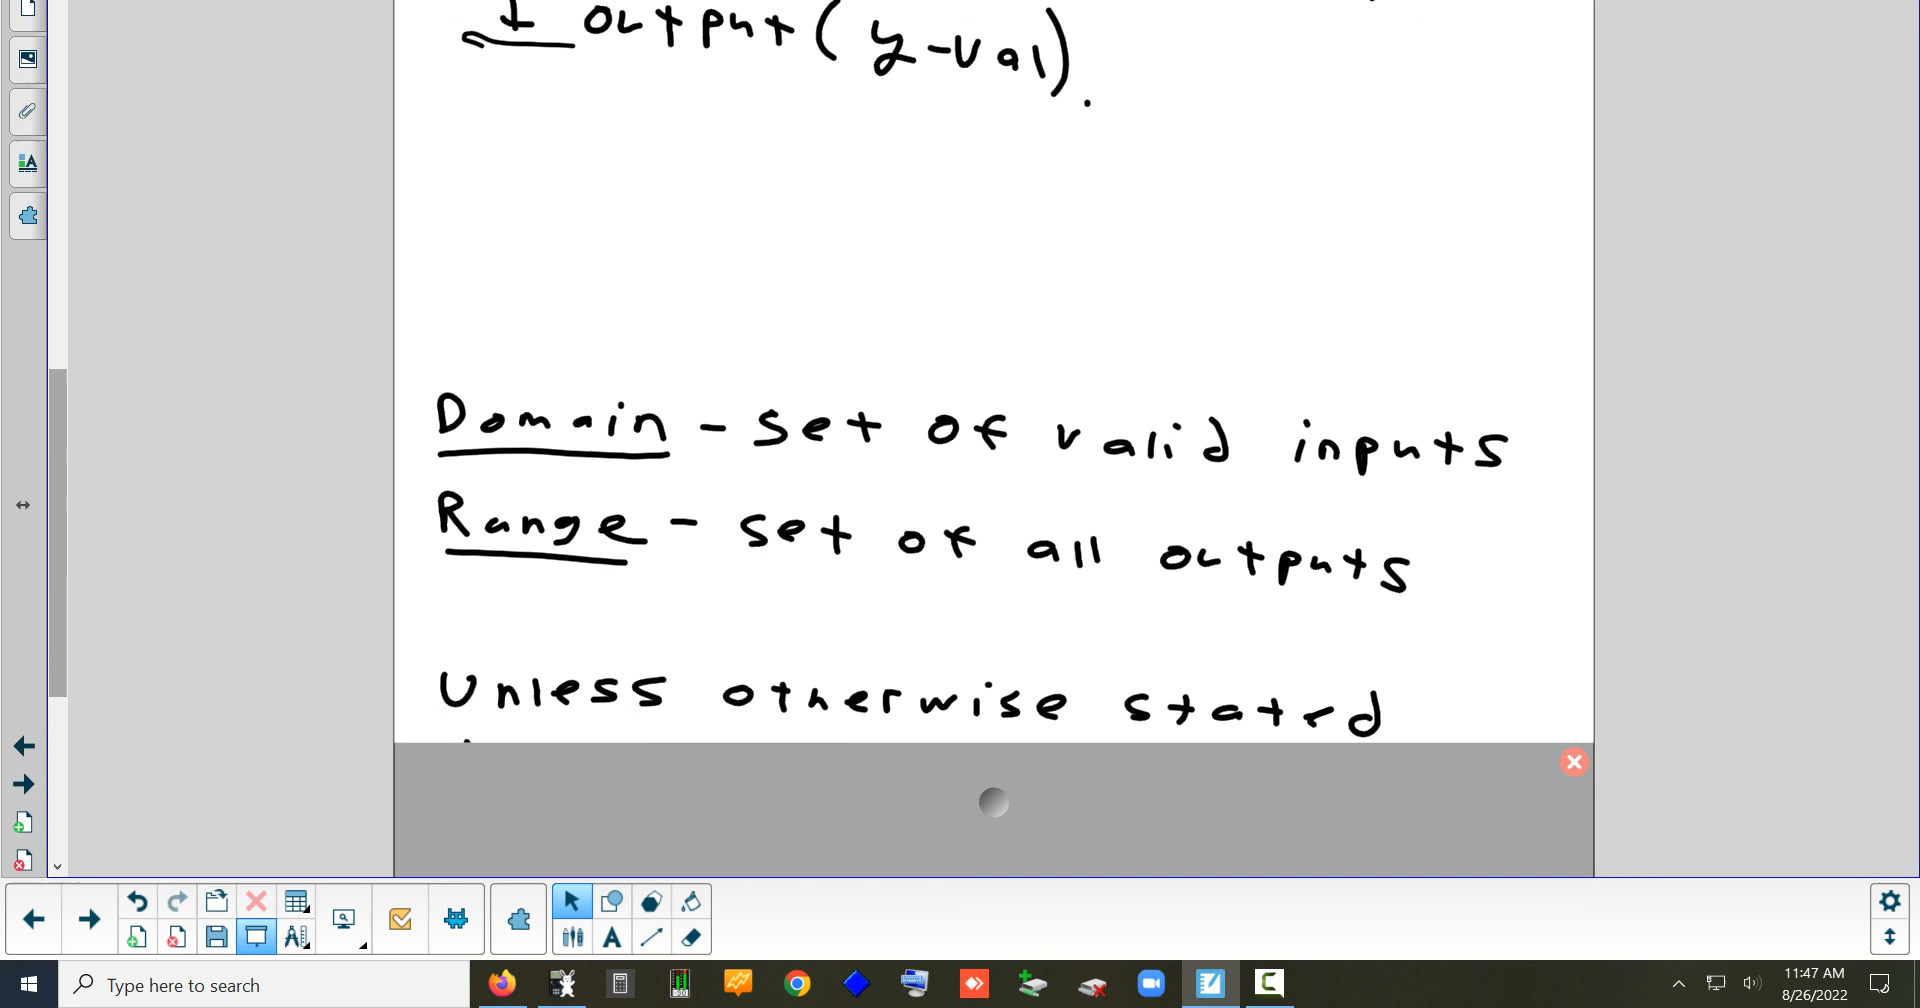 1 output (y-val).
Domain - set of valid inputs
Range - set of all outputs
Unless otherwise stated
Type here to search
11:47 AM
8/26/2022